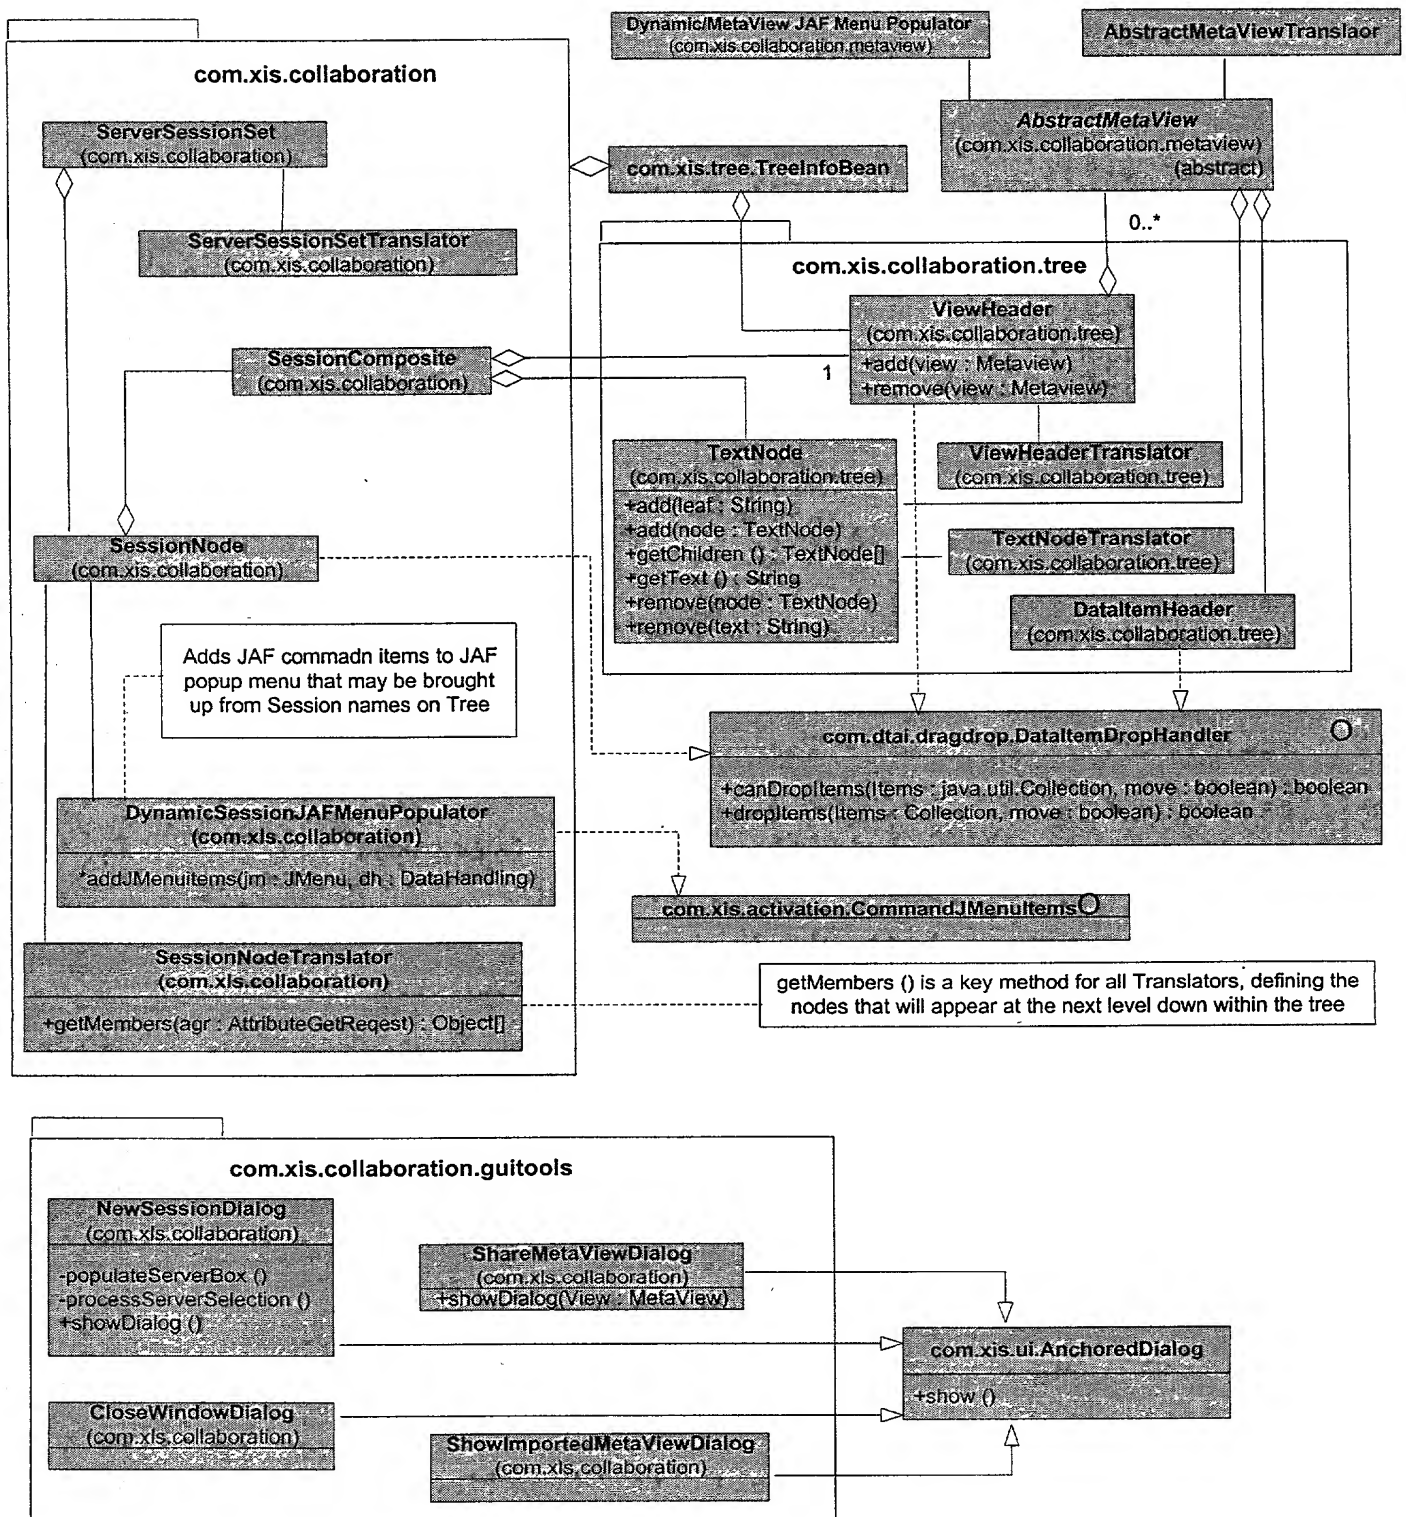 Dynamic/MetaView JAF Menu Populator
(com.xis.collaboration.metaview)
AbstractMetaViewTranslaor
com.xis.collaboration
ServerSessionSet
(com.xis.collaboration)
AbstractMetaView
(com.xis.collaboration.metaview)
(abstract)
com.xis.tree.TreeInfoBean
0..*
ServerSessionSetTranslator
(com.xis.collaboration)
com.xis.collaboration.tree
ViewHeader
(com.xis.collaboration.tree)
+add(view : Metaview)
+remove(view : Metaview)
SessionComposite
(com.xis.collaboration)
1
TextNode
(com.xis.collaboration.tree)
+add(leaf : String)
+add(node : TextNode)
+getChildren () : TextNode[]
+getText () : String
+remove(node : TextNode)
+remove(text : String)
ViewHeaderTranslator
(com.xis.collaboration.tree)
SessionNode
(com.xis.collaboration)
TextNodeTranslator
(com.xis.collaboration.tree)
DataItemHeader
(com.xis.collaboration.tree)
Adds JAF commadn items to JAF
popup menu that may be brought
up from Session names on Tree
com.dtai.dragdrop.DataItemDropHandler
+canDropItems(Items : java.util.Collection, move : boolean) : boolean
+dropItems(Items : Collection, move : boolean) : boolean
DynamicSessionJAFMenuPopulator
(com.xis.collaboration)
*addJMenuitems(jm : JMenu, dh : DataHandling)
com.xis.activation.CommandJMenuItems
SessionNodeTranslator
(com.xis.collaboration)
+getMembers(agr : AttributeGetReqest) : Object[]
getMembers () is a key method for all Translators, defining the
nodes that will appear at the next level down within the tree
com.xis.collaboration.guitools
NewSessionDialog
(com.xis.collaboration)
-populateServerBox ()
-processServerSelection ()
+showDialog ()
ShareMetaViewDialog
(com.xis.collaboration)
+showDialog(View : MetaView)
com.xis.ui.AnchoredDialog
+show ()
CloseWindowDialog
(com.xis.collaboration)
ShowImportedMetaViewDialog
(com.xis.collaboration)